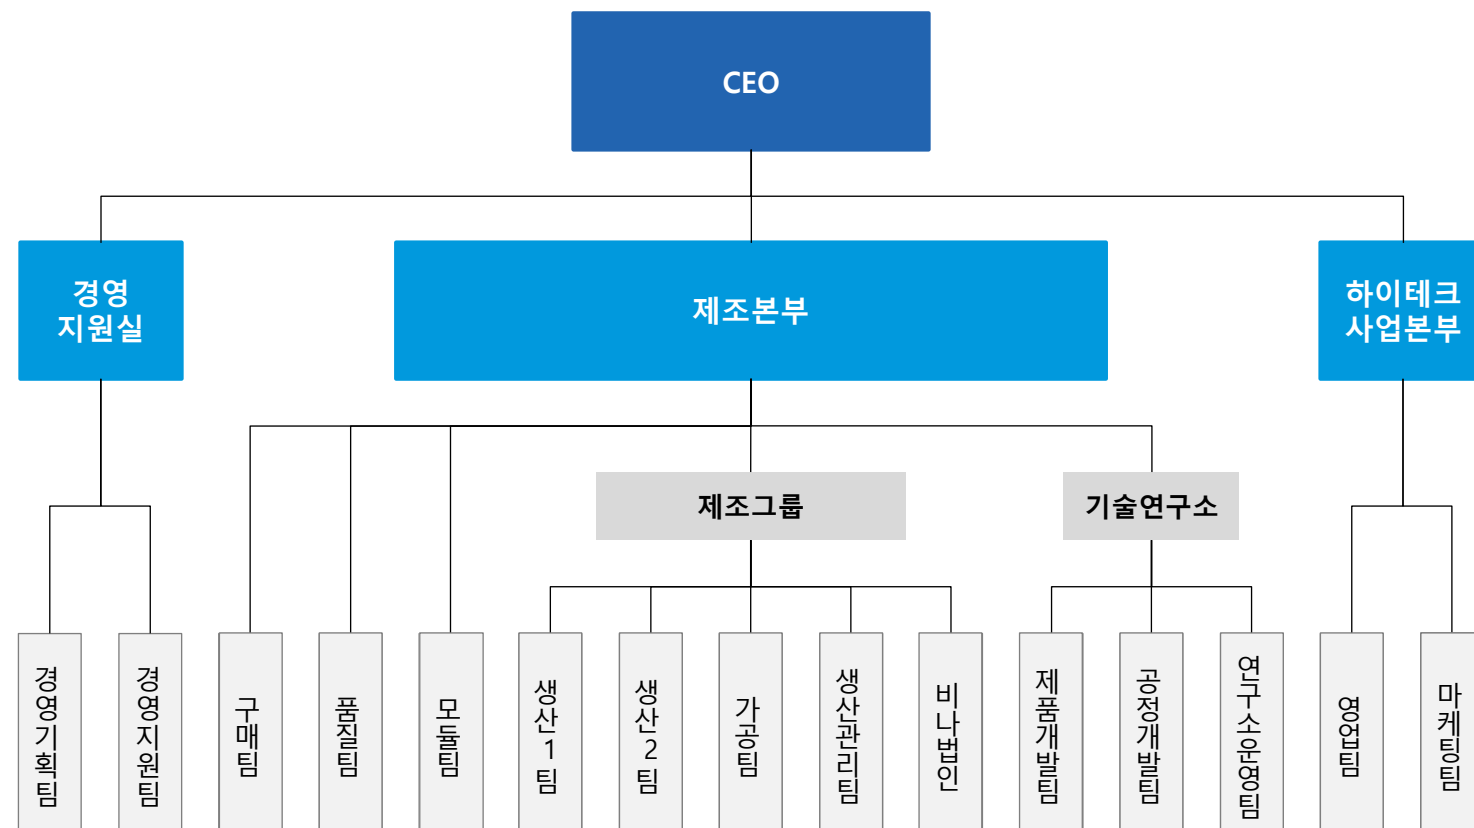 CEO
경영
지원실
제조본부
하이테크
사업본부
제조그룹
기술연구소
경영기획팀
경영지원팀
구매팀
품질팀
모듈팀
생산1팀
생산2팀
가공팀
생산관리팀
비나법인
제품개발팀
공정개발팀
연구소운영팀
영업팀
마케팅팀